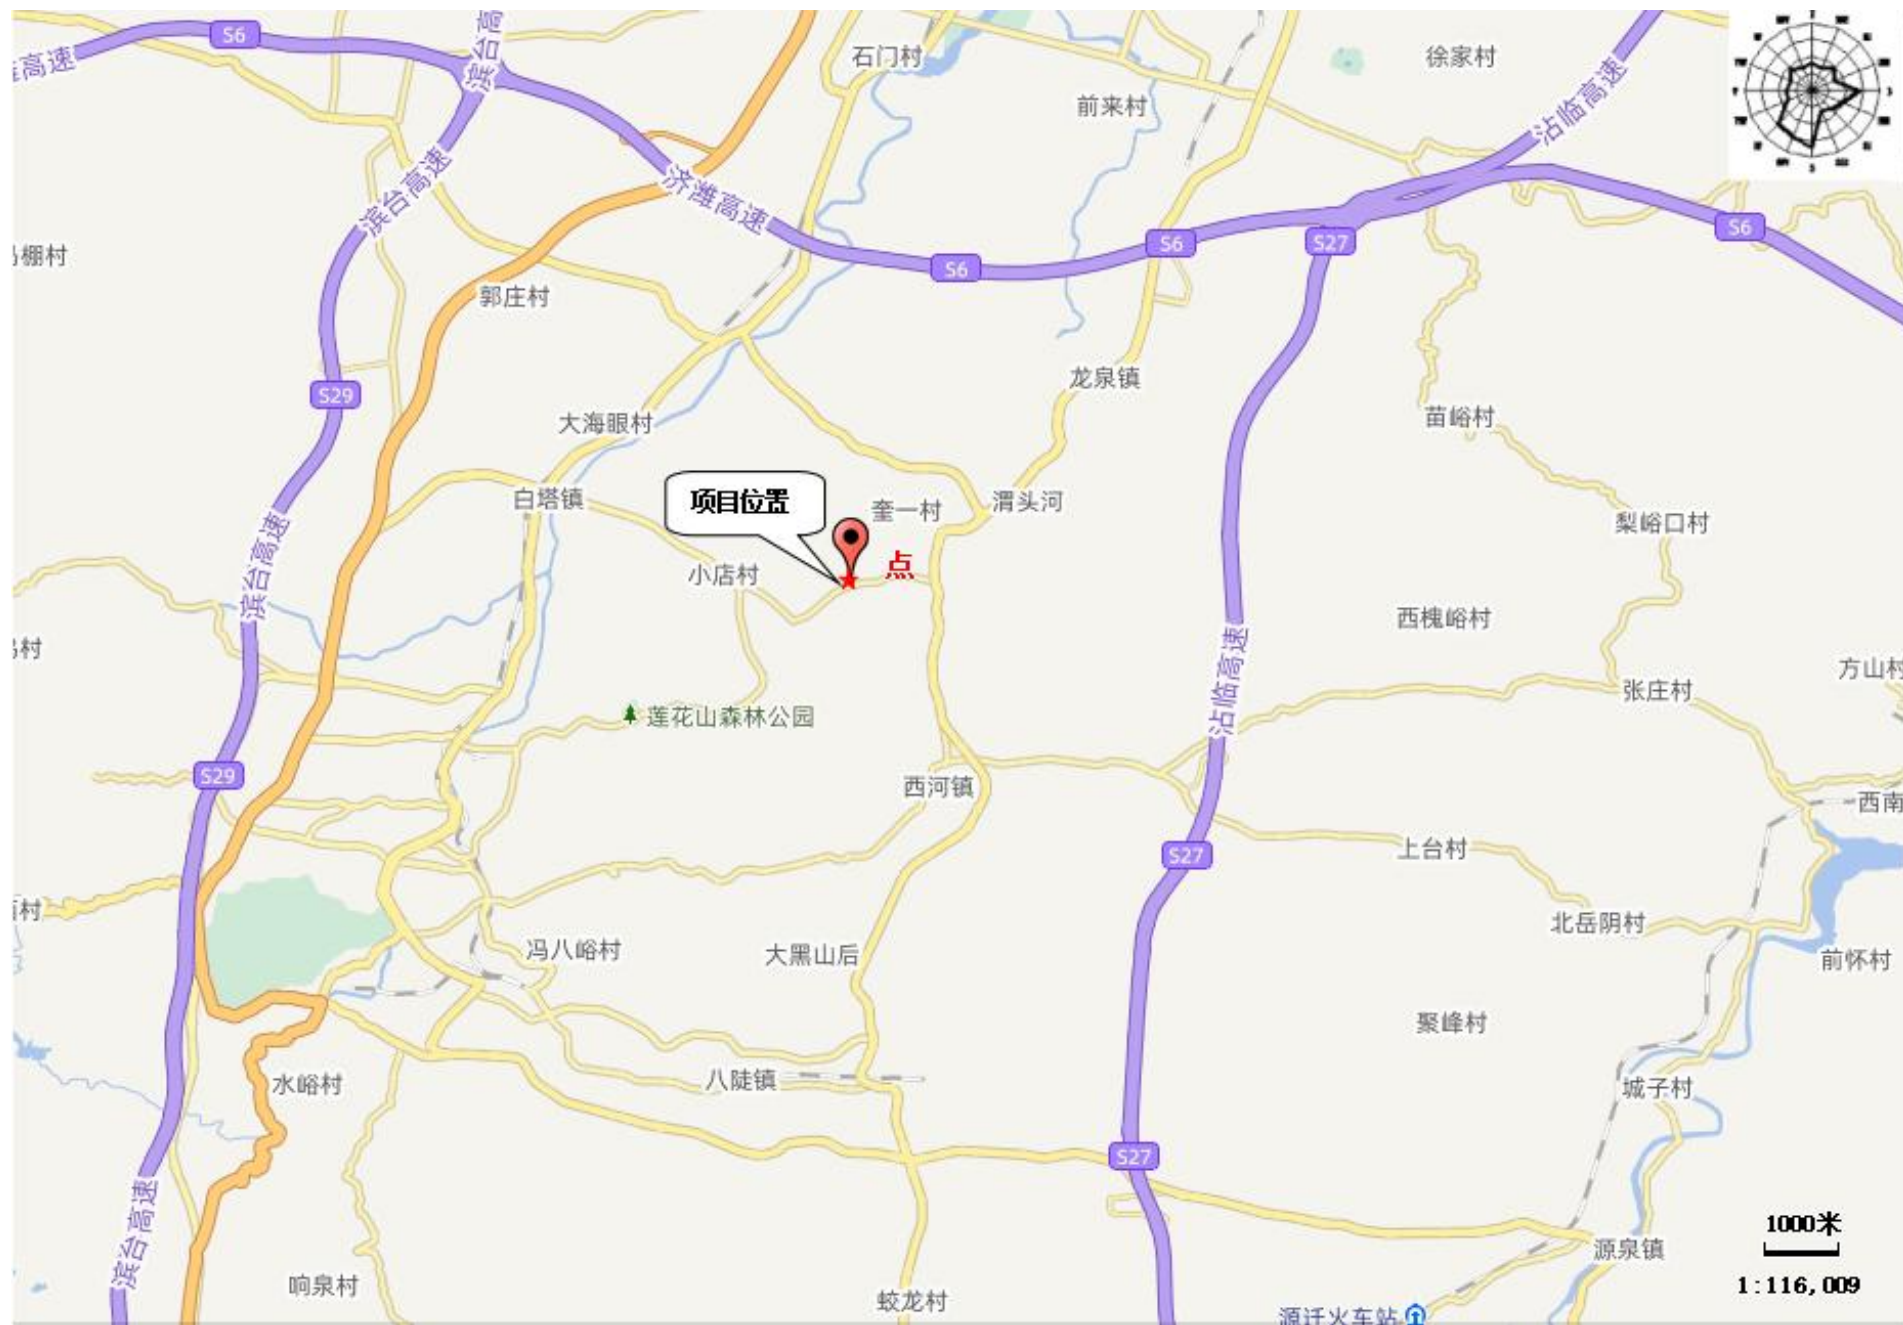 S6
滨台高
高速
石门村
徐家村
沾临高速
前来村
滨台高速
济潍高速
S6
S6
S27
S6
棚村
郭庄村
龙泉镇
S29
苗峪村
大海眼村
白塔镇
项目位置
奎一村
渭头河
梨峪口村
滨台高速
小店村
点
西槐峪村
村
沾临高速
方山村
张庄村
莲花山森林公园
S29
西河镇
西南
上台村
S27
村
北岳阴村
冯八峪村
大黑山后
前怀村
聚峰村
水峪村
八陡镇
城子村
S27
滨台高速
1000米
源泉镇
响泉村
1:116,009
蛟龙村
源迁火车站